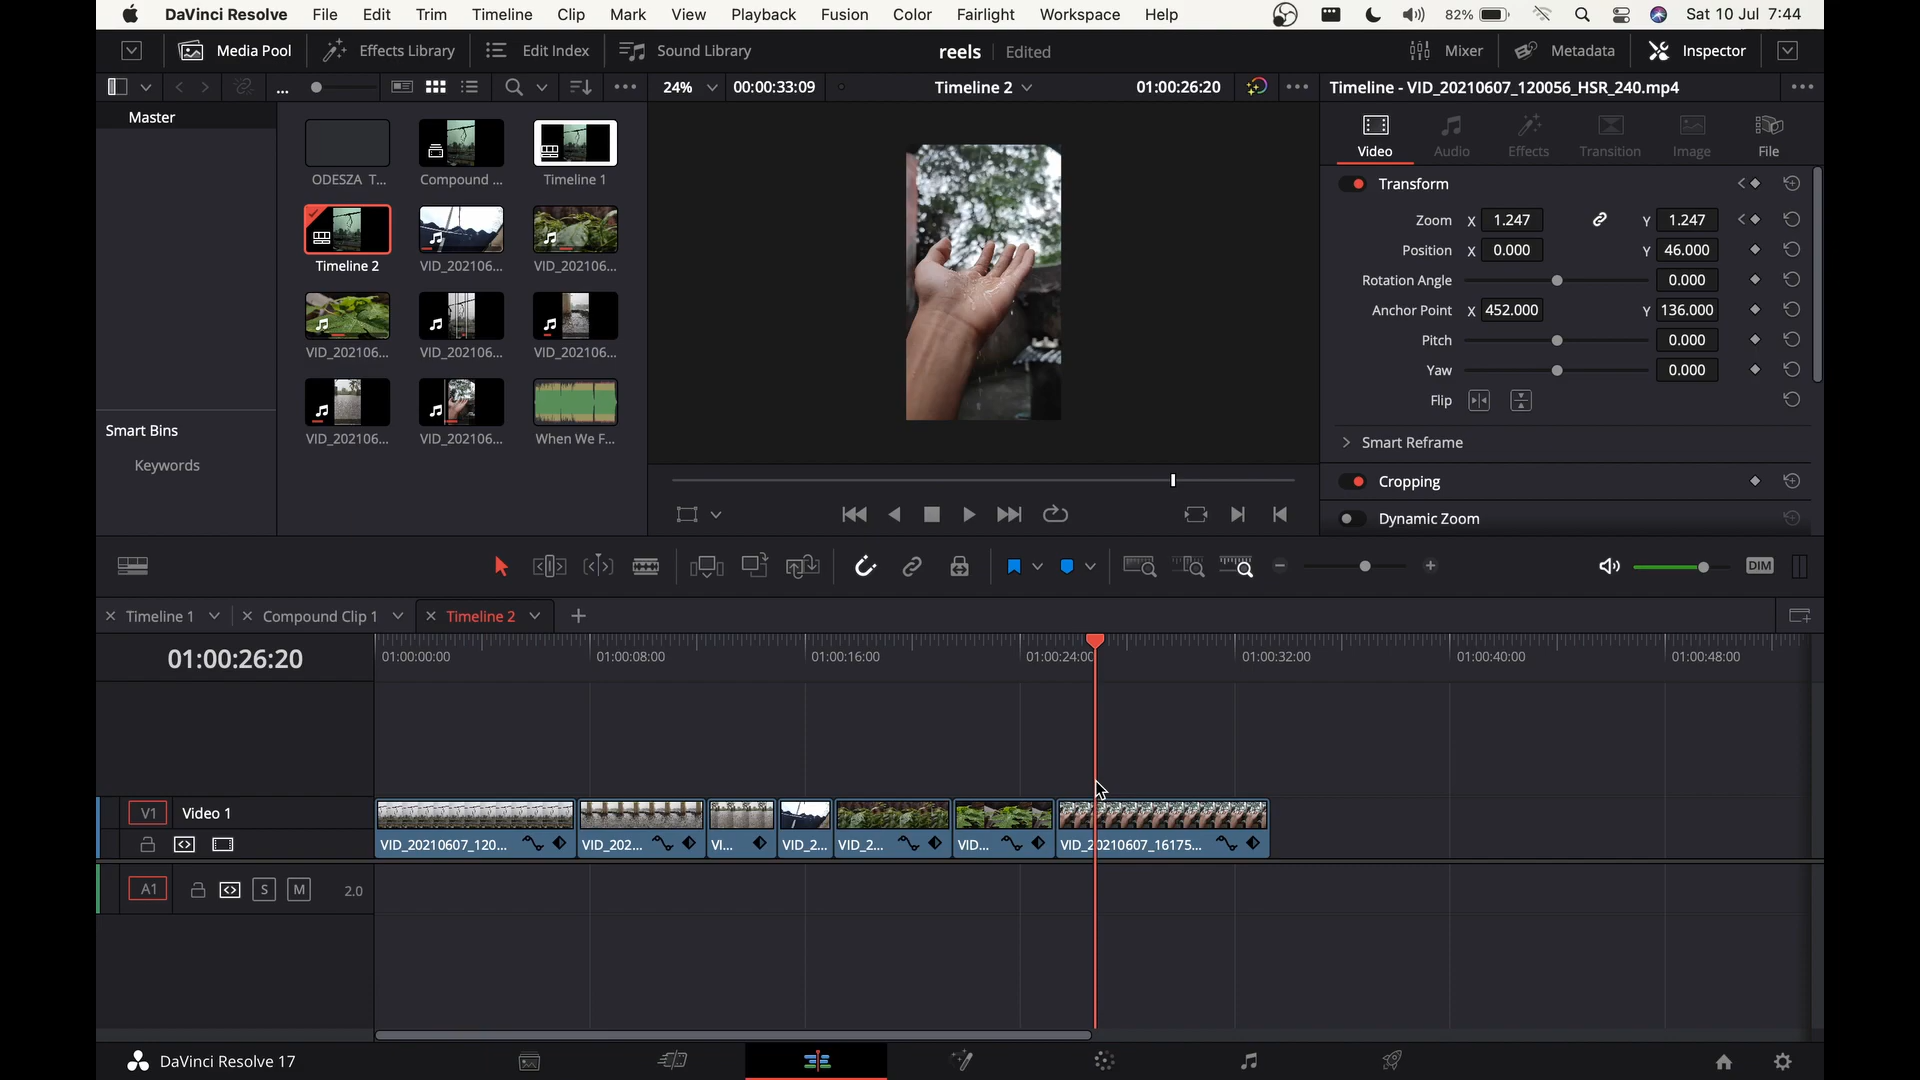 DaVinci Resolve File Edit Trim Timeline Clip Mark View Playback Fusion Color Fairlight Workspace Help 82% Sat 10 Jul 7:44
Media Pool Effects Library Edit Index Sound Library reels Edited Mixer Metadata Inspector
... 24% 00:00:33:09 Timeline 2 01:00:26:20 Timeline - VID_20210607_120056_HSR_240.mp4
Master
ODESZA T... Compound ... Timeline 1
Timeline 2 VID_202106... VID_202106...
VID_202106... VID_202106... VID_202106...
VID_202106... VID_202106... When We F...
Smart Bins
Keywords
Video Audio Effects Transition Image File
Transform
Zoom X 1.247 Y 1.247
Position X 0.000 Y 46.000
Rotation Angle 0.000
Anchor Point X 452.000 Y 136.000
Pitch 0.000
Yaw 0.000
Flip
Smart Reframe
Cropping
Dynamic Zoom
DIM
Timeline 1 Compound Clip 1 Timeline 2
01:00:26:20 01:00:00:00 01:00:08:00 01:00:16:00 01:00:24:00 01:00:32:00 01:00:40:00 01:00:48:00
V1 Video 1
VID_20210607_120... VID_202... VI... VID_2... VID_2... VID... VID_20210607_16175...
A1 S M 2.0
DaVinci Resolve 17